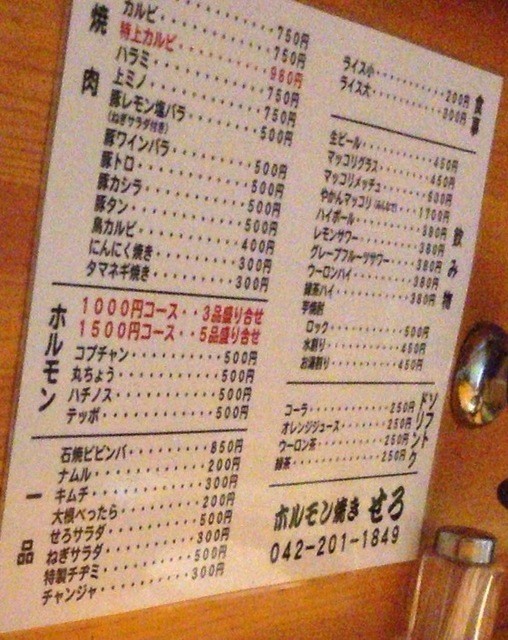 焼肉
750円
カルビ・・・・・・・・・・750円
特上カルビ・・・・・・・980円
ハラミ・・・・・・・・・・750円
上ミノ・・・・・・・・・・750円
豚レモン塩バラ・・・・500円
(ねぎサラダ付き)
豚ワインバラ・・・・・500円
豚トロ・・・・・・・・・・500円
豚カシラ・・・・・・・・500円
豚タン・・・・・・・・・・500円
鳥カルビ・・・・・・・・400円
にんにく焼き・・・・・300円
タマネギ焼き・・・・・300円
ホルモン
1000円コース・・3品盛り合せ
1500円コース・・5品盛り合せ
コプチャン・・・・・・・500円
丸ちょう・・・・・・・・500円
ハチノス・・・・・・・・500円
テッポ・・・・・・・・・・500円
一品
石焼ビビンバ・・・・・850円
ナムル・・・・・・・・・・200円
キムチ・・・・・・・・・・300円
大根べったら・・・・・200円
せろサラダ・・・・・・・500円
ねぎサラダ・・・・・・・300円
特製チヂミ・・・・・・・500円
チャンジャ・・・・・・・300円
食事
ライス小・・・・・・・・200円
ライス大・・・・・・・・300円
飲み物
生ビール・・・・・・・・450円
マッコリグラス・・・・450円
マッコリメッチュ・・・600円
やかんマッコリ・・1700円
ハイボール・・・・・・・380円
レモンサワー・・・・・380円
グレープフルーツサワー・・380円
ウーロンハイ・・・・・380円
緑茶ハイ・・・・・・・・380円
芋焼酎
ロック・・・・・・・・・・500円
水割り・・・・・・・・・・450円
お湯割り・・・・・・・・450円
ソフトドリンク
コーラ・・・・・・・・・・250円
オレンジジュース・・・250円
ウーロン茶・・・・・・・250円
緑茶・・・・・・・・・・・250円
ホルモン焼き せろ
042-201-1849